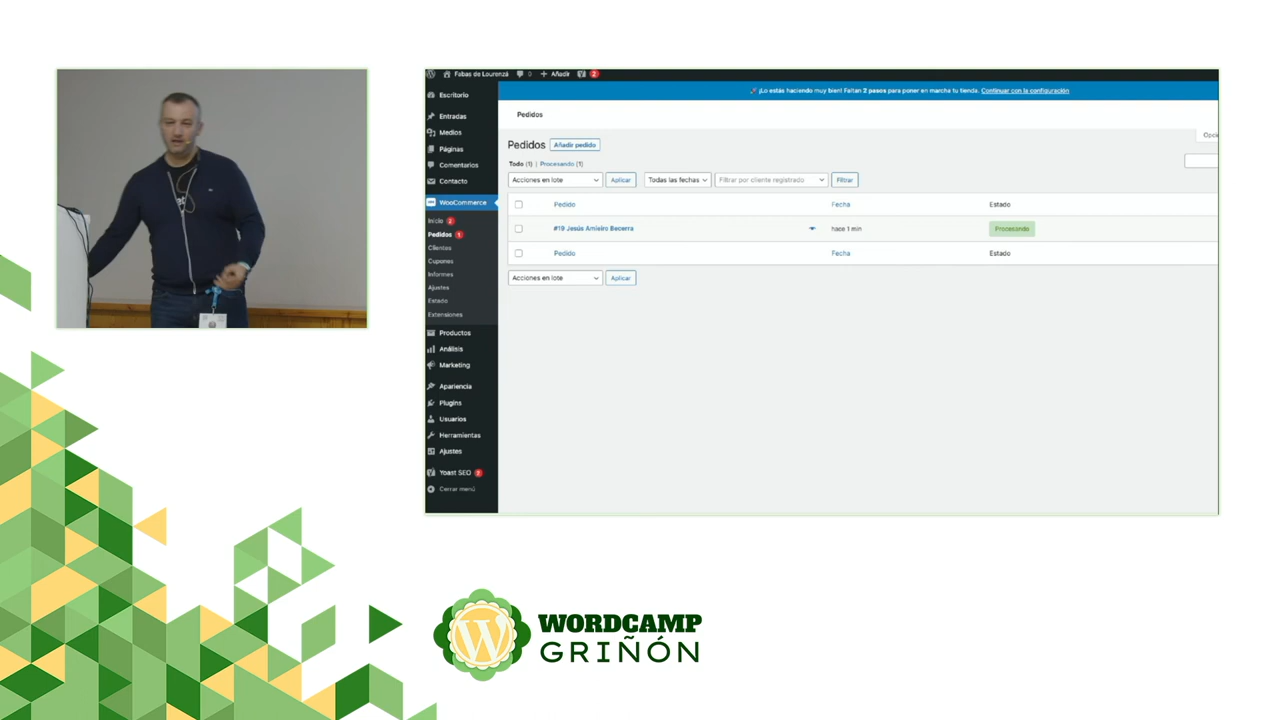 Fabas de Lourenzá 0 Añadir 2
Escritorio
Entradas
Medios
Páginas
Comentarios
Contacto
WooCommerce
Inicio 2
Pedidos 1
Clientes
Cupones
Informes
Ajustes
Estado
Extensiones
Productos
Análisis
Marketing
Apariencia
Plugins
Usuarios
Herramientas
Ajustes
Yoast SEO 2
Cerrar menú
¡Lo estás haciendo muy bien! Faltan 2 pasos para poner en marcha tu tienda. Continuar con la configuración
Pedidos
Opci
Pedidos Añadir pedido
Todo (1) | Procesando (1)
Acciones en lote Aplicar Todas las fechas Filtrar por cliente registrado Filtrar
Pedido Fecha Estado
#19 Jesús Amieiro Becerra hace 1 min Procesando
Pedido Fecha Estado
Acciones en lote Aplicar
WORDCAMP
GRIÑÓN